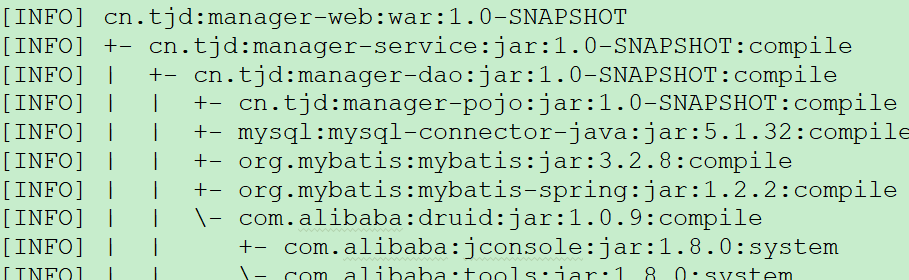 [INFO] cn.tjd:manager-web:war:1.0-SNAPSHOT
[INFO] +- cn.tjd:manager-service:jar:1.0-SNAPSHOT:compile
[INFO] |  +- cn.tjd:manager-dao:jar:1.0-SNAPSHOT:compile
[INFO] |  |  +- cn.tjd:manager-pojo:jar:1.0-SNAPSHOT:compile
[INFO] |  |  +- mysql:mysql-connector-java:jar:5.1.32:compile
[INFO] |  |  +- org.mybatis:mybatis:jar:3.2.8:compile
[INFO] |  |  +- org.mybatis:mybatis-spring:jar:1.2.2:compile
[INFO] |  |  \- com.alibaba:druid:jar:1.0.9:compile
[INFO] |  |     +- com.alibaba:jconsole:jar:1.8.0:system
[INFO] |  |     \- com.alibaba:tools:jar:1.8.0:system